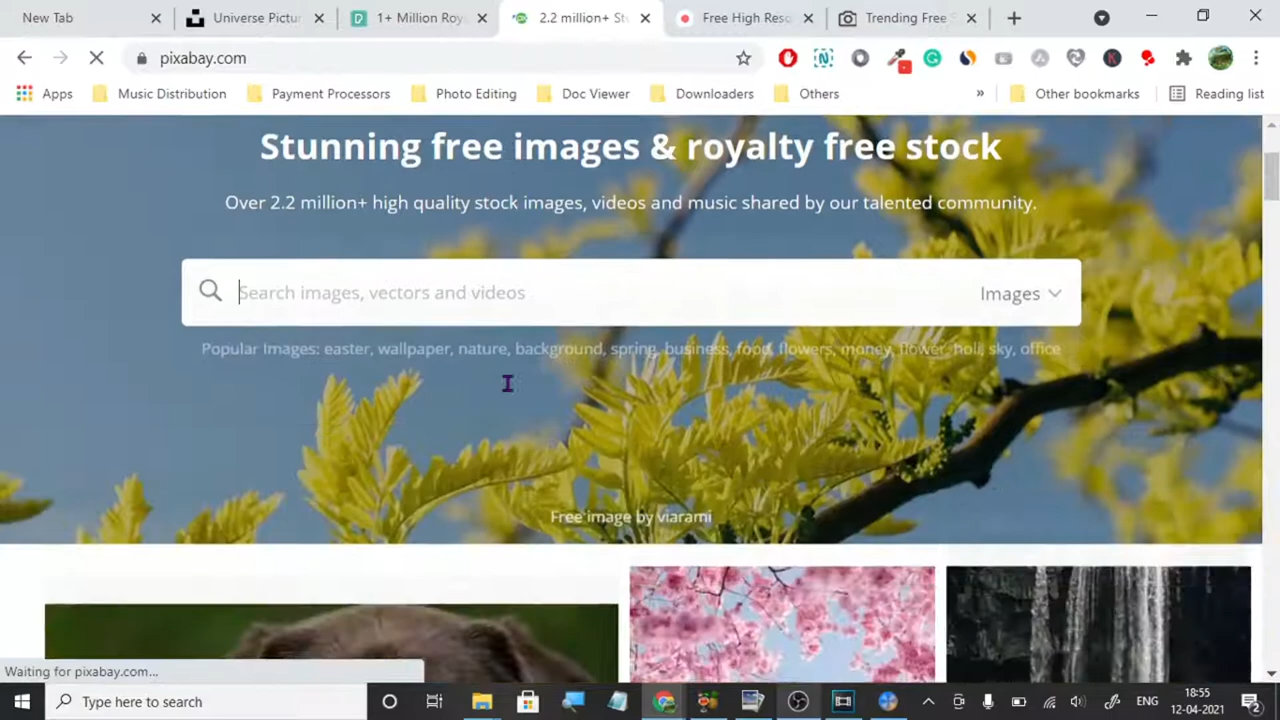 New Tab
Universe Pictur
1+ Million Roy
2.2 million+ St
Free High Reso
Trending Free
pixabay.com
Apps
Music Distribution
Payment Processors
Photo Editing
Doc Viewer
Downloaders
Others
»
Other bookmarks
Reading list
Stunning free images & royalty free stock
Over 2.2 million+ high quality stock images, videos and music shared by our talented community.
Search images, vectors and videos
Images
Popular Images: easter, wallpaper, nature, background, spring, business, food, flowers, money, flower, holi, sky, office
Free image by viarami
Waiting for pixabay.com...
Type here to search
ENG
18:55
12-04-2021
2